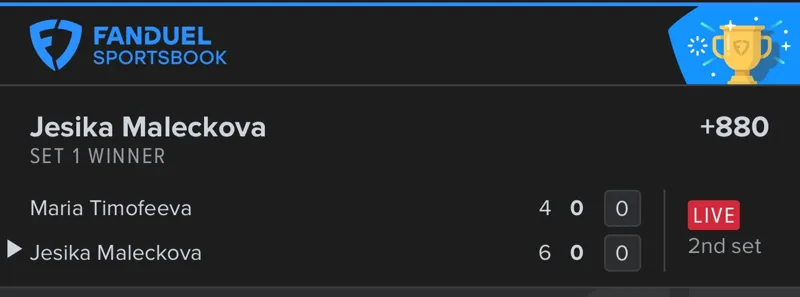 FANDUEL
SPORTSBOOK
Jesika Maleckova +880
SET 1 WINNER
Maria Timofeeva 4 0 0
Jesika Maleckova 6 0 0
LIVE
2nd set